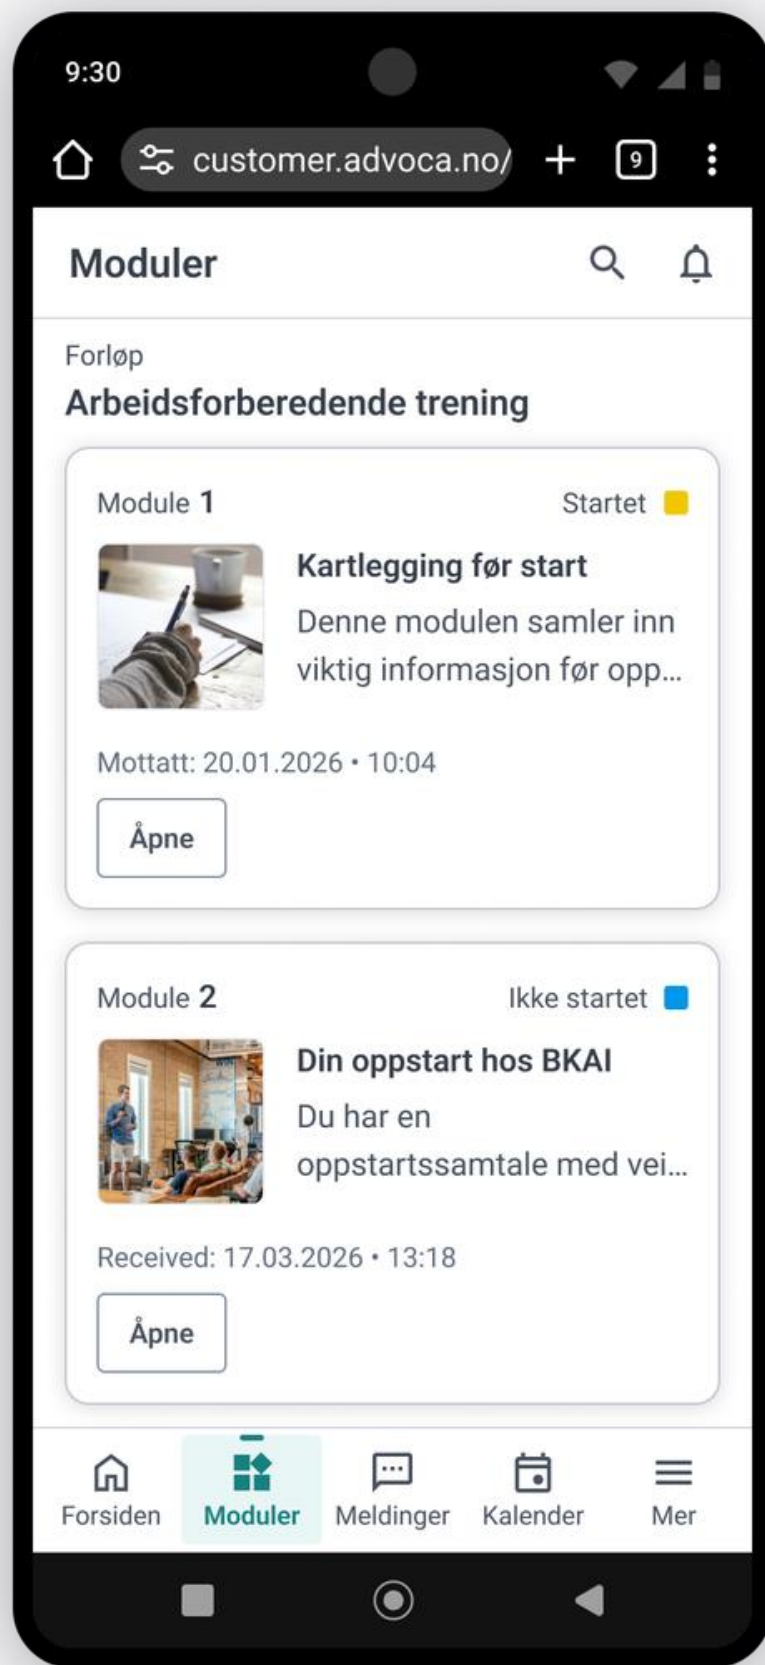 9:30
customer.advoca.no/
9
Moduler
Forløp
Arbeidsforberedende trening
Module 1
Startet
Kartlegging før start
Denne modulen samler inn
viktig informasjon før opp...
Mottatt: 20.01.2026 • 10:04
Åpne
Module 2
Ikke startet
Din oppstart hos BKAI
Du har en
oppstartssamtale med vei...
Received: 17.03.2026 • 13:18
Åpne
Forsiden
Moduler
Meldinger
Kalender
Mer